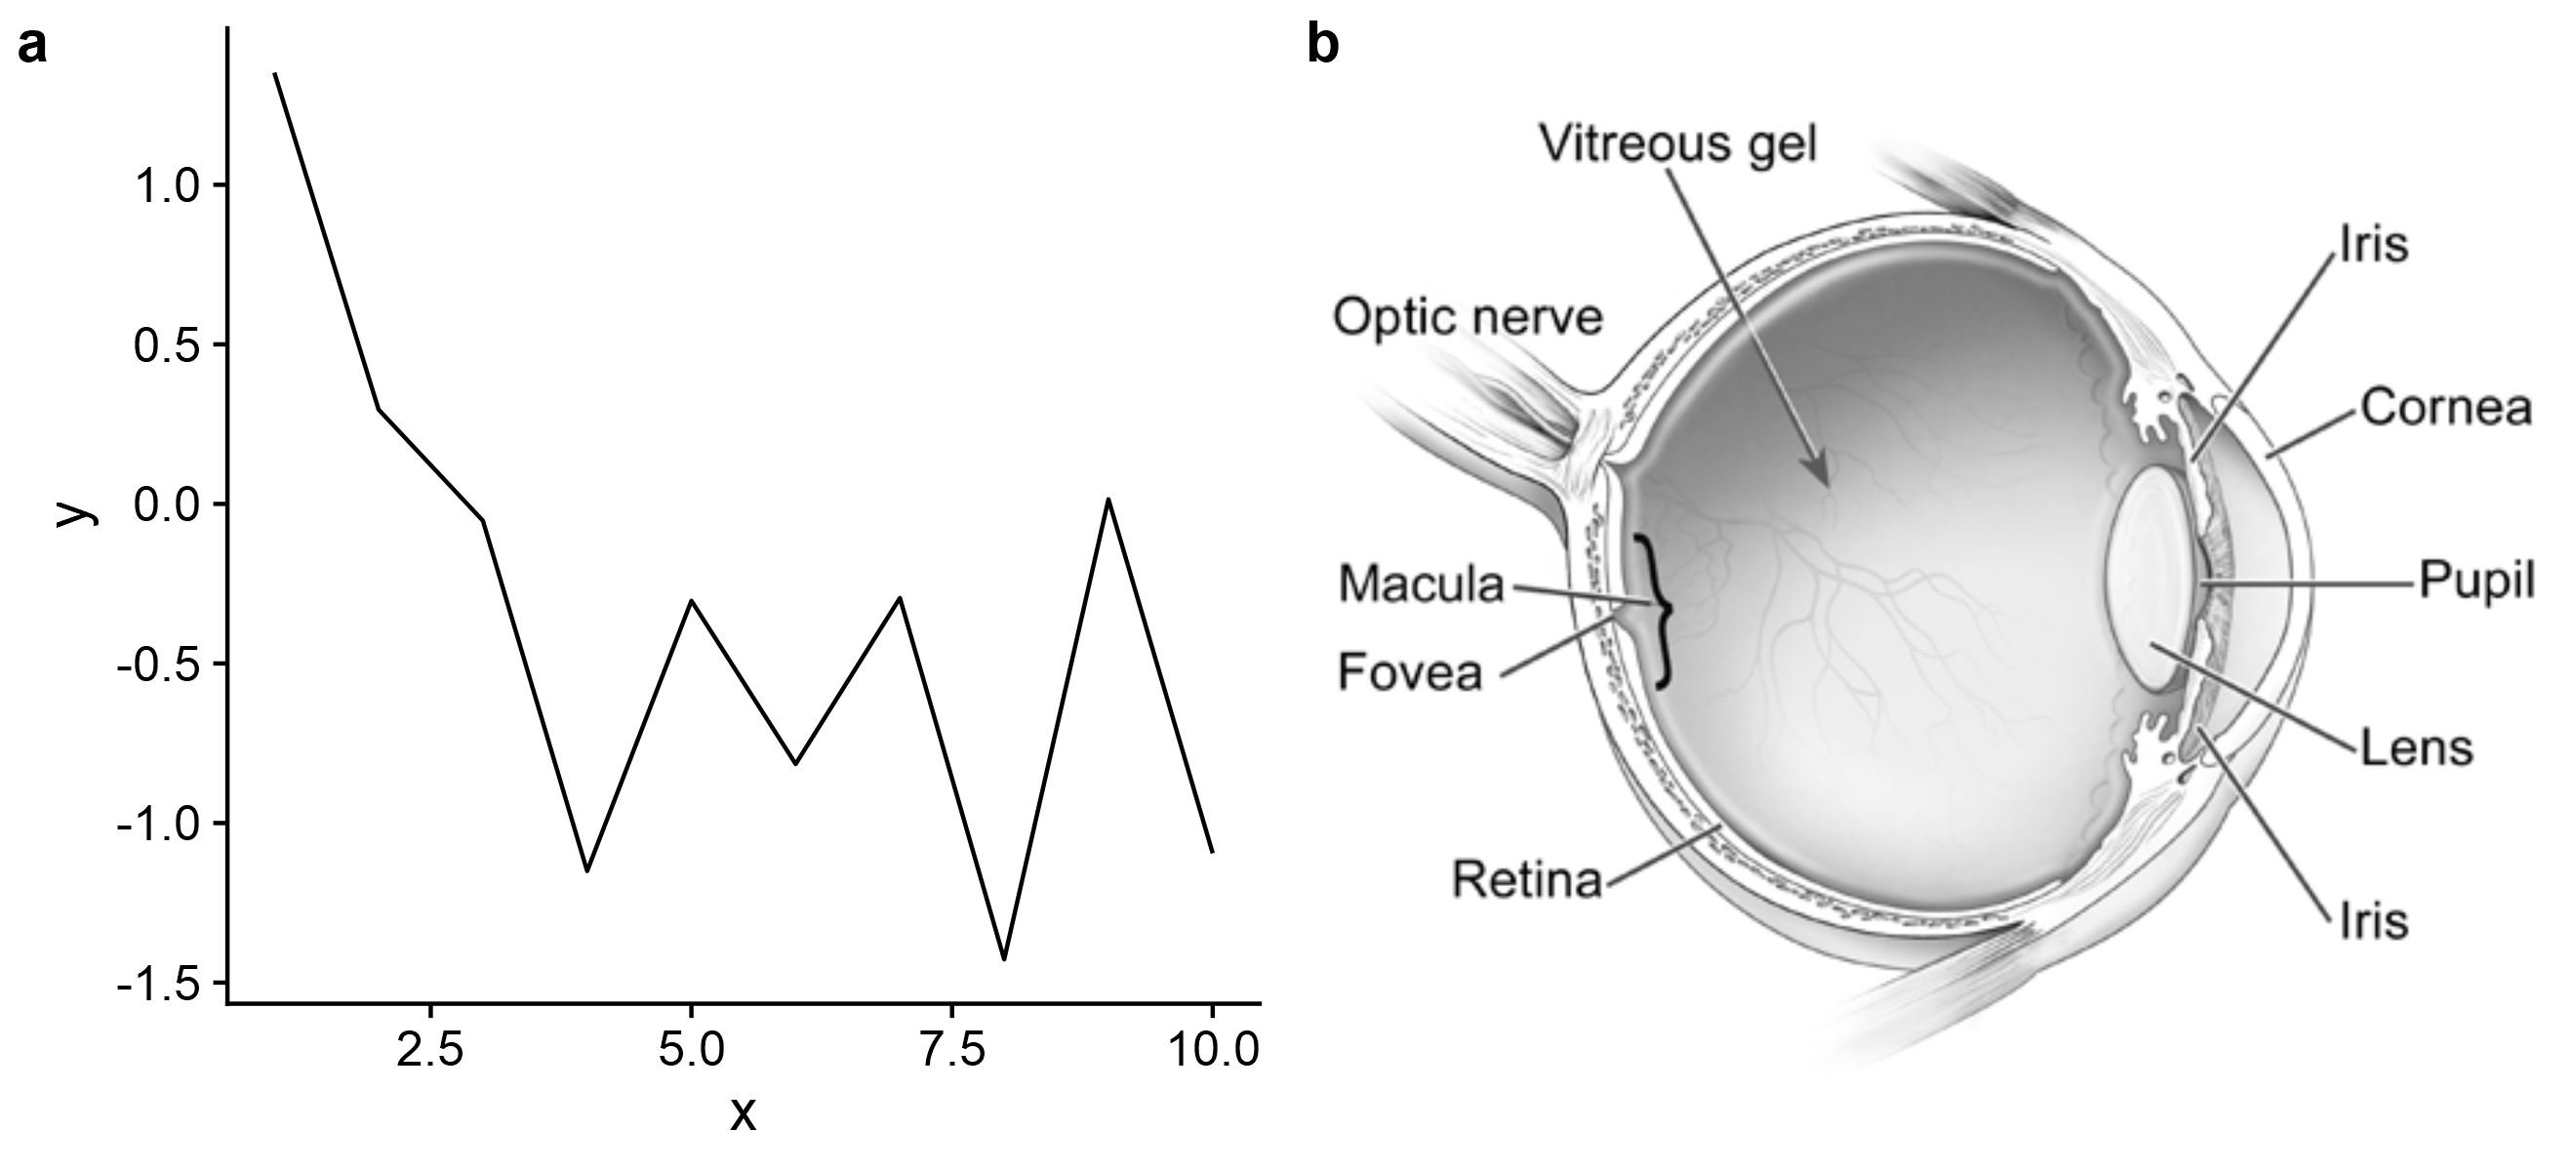 a
1.0
0.5
0.0
-0.5
-1.0
-1.5
y
2.5 5.0 7.5 10.0
x
b
Vitreous gel
Iris
Optic nerve
Cornea
Macula
Pupil
Fovea
Lens
Retina
Iris